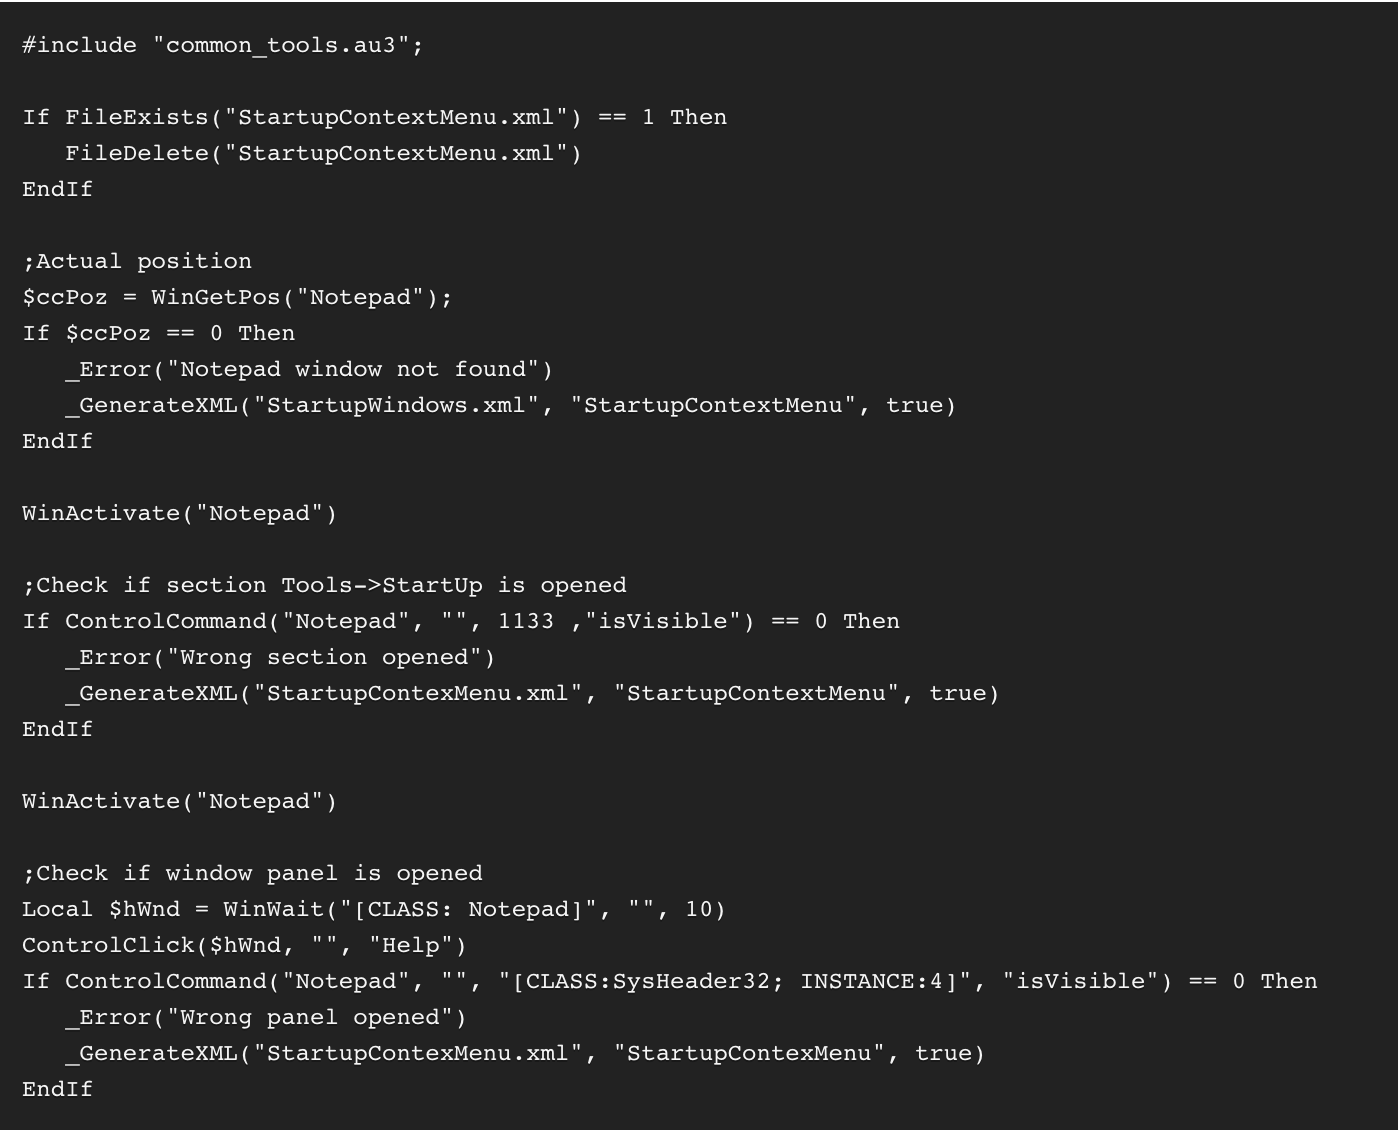 #include "common_tools.au3";
If FileExists("StartupContextMenu.xml") == 1 Then
   FileDelete("StartupContextMenu.xml")
EndIf
;Actual position
$ccPoz = WinGetPos("Notepad");
If $ccPoz == 0 Then
   _Error("Notepad window not found")
   _GenerateXML("StartupWindows.xml", "StartupContextMenu", true)
EndIf
WinActivate("Notepad")
;Check if section Tools->StartUp is opened
If ControlCommand("Notepad", "", 1133 ,"isVisible") == 0 Then
   _Error("Wrong section opened")
   _GenerateXML("StartupContexMenu.xml", "StartupContextMenu", true)
EndIf
WinActivate("Notepad")
;Check if window panel is opened
Local $hWnd = WinWait("[CLASS: Notepad]", "", 10)
ControlClick($hWnd, "", "Help")
If ControlCommand("Notepad", "", "[CLASS:SysHeader32; INSTANCE:4]", "isVisible") == 0 Then
   _Error("Wrong panel opened")
   _GenerateXML("StartupContexMenu.xml", "StartupContexMenu", true)
EndIf